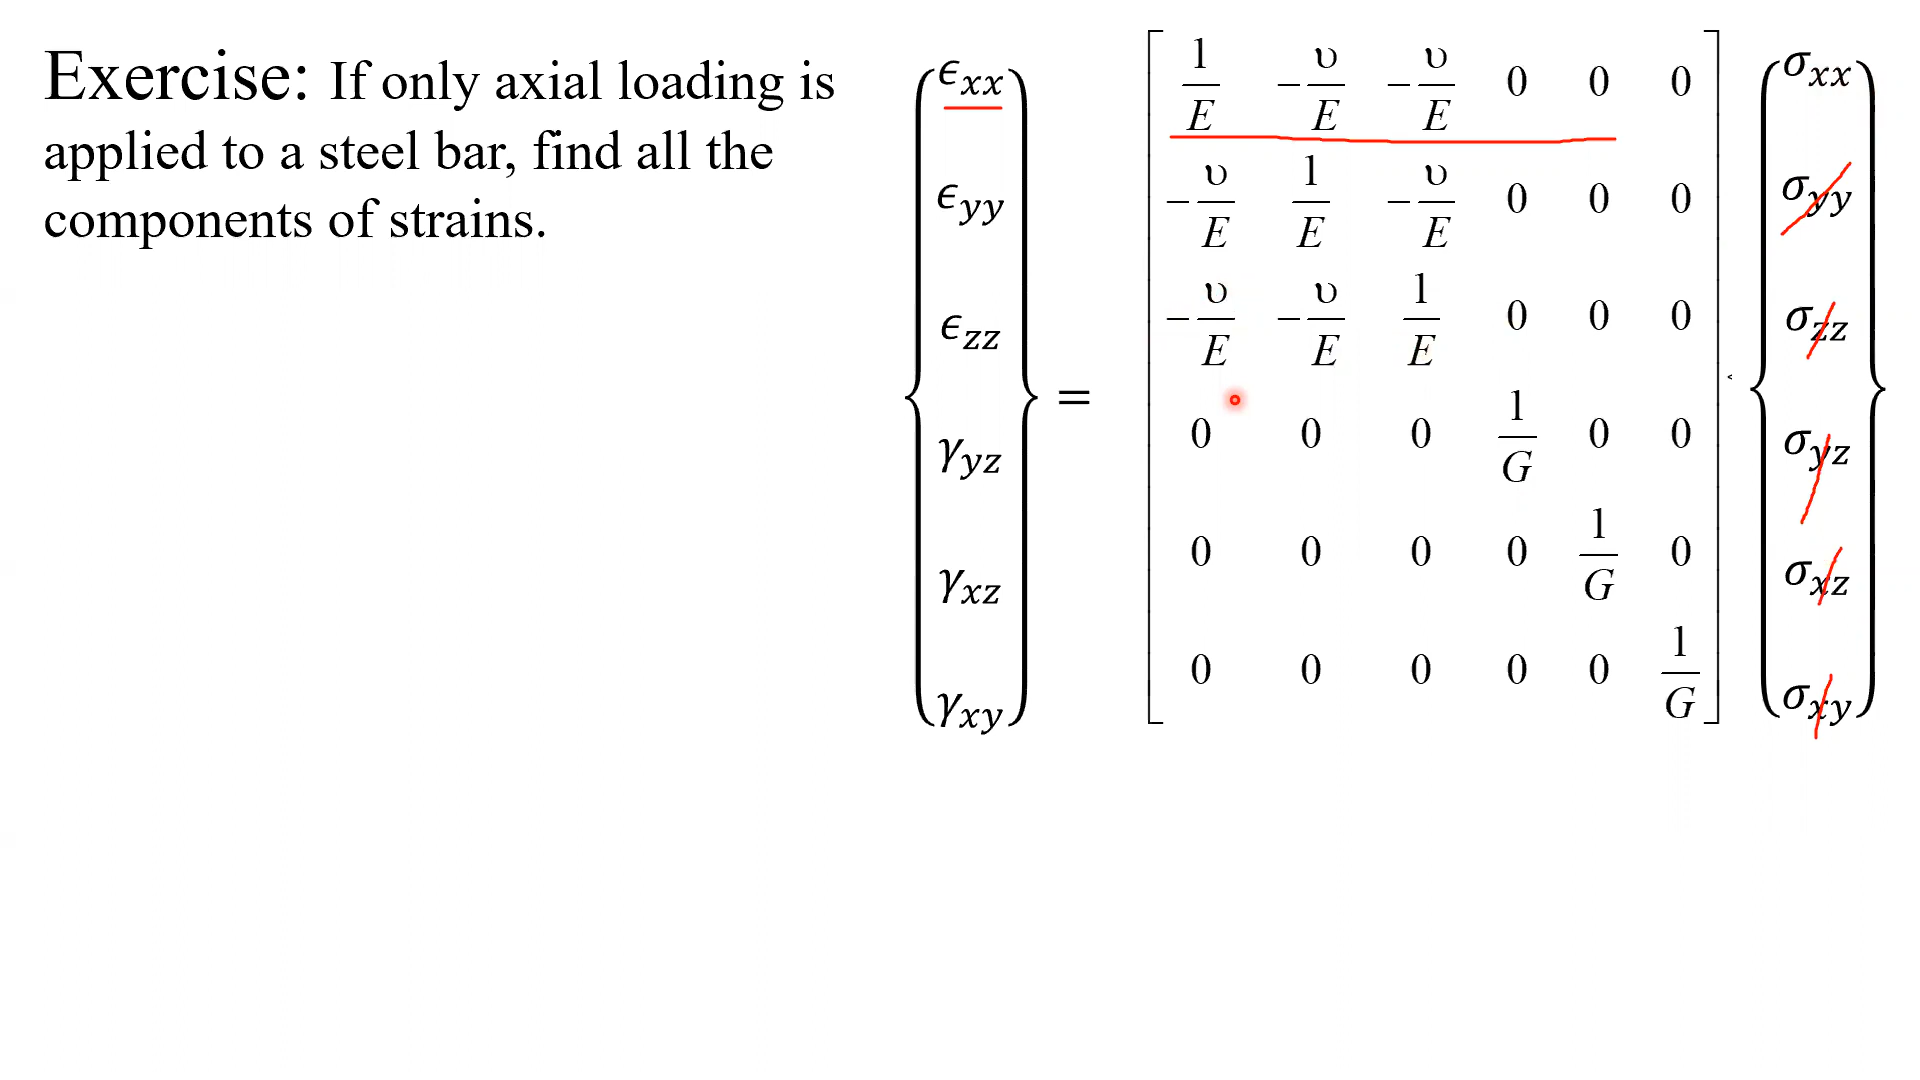 Exercise: If only axial loading is
applied to a steel bar, find all the
components of strains.
ϵxx
ϵyy
ϵzz
γyz
γxz
γxy
=
1/E -υ/E -υ/E 0 0 0
-υ/E 1/E -υ/E 0 0 0
-υ/E -υ/E 1/E 0 0 0
0 0 0 1/G 0 0
0 0 0 0 1/G 0
0 0 0 0 0 1/G
σxx
σyy
σzz
σyz
σxz
σxy